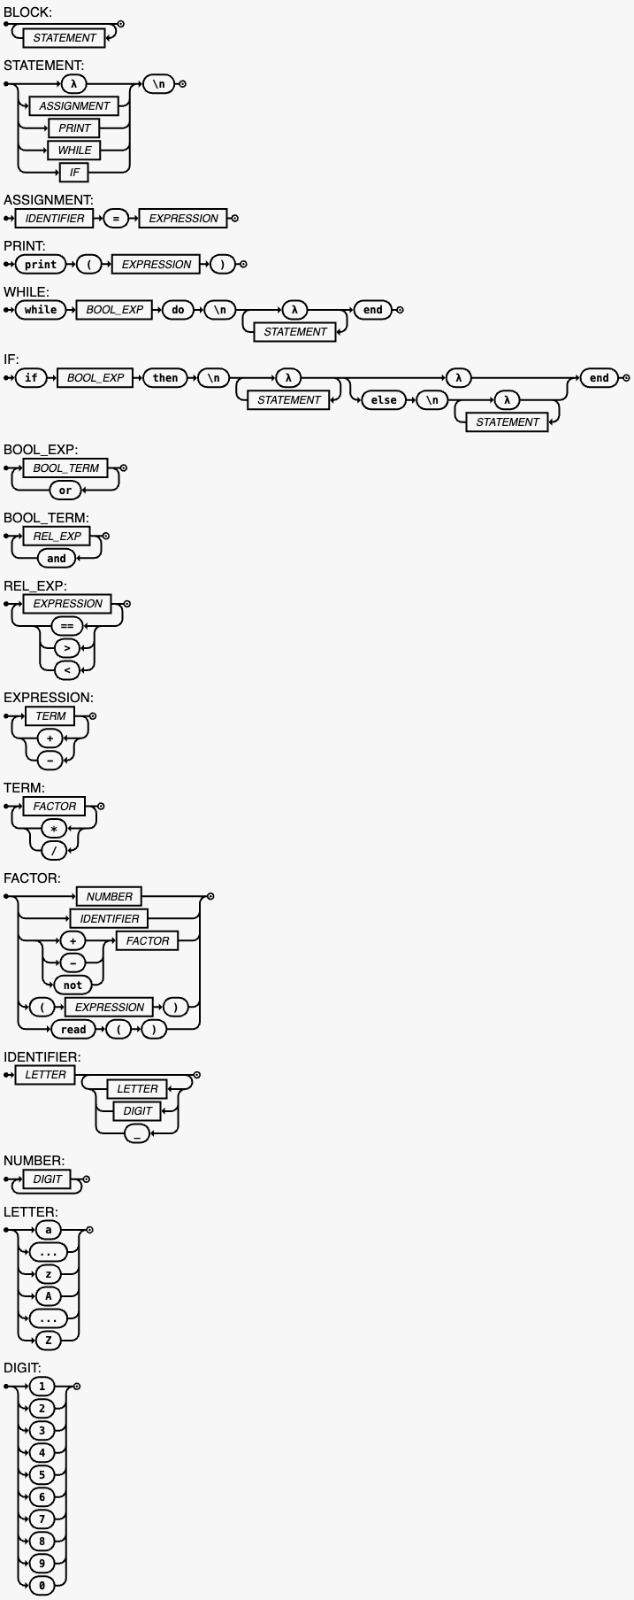 BLOCK:
STATEMENT
STATEMENT:
λ \n
ASSIGNMENT
PRINT
WHILE
IF
ASSIGNMENT:
IDENTIFIER = EXPRESSION
PRINT:
print ( EXPRESSION )
WHILE:
while BOOL_EXP do \n λ end
STATEMENT
IF:
if BOOL_EXP then \n λ λ end
STATEMENT else \n λ
STATEMENT
BOOL_EXP:
BOOL_TERM
or
BOOL_TERM:
REL_EXP
and
REL_EXP:
EXPRESSION
==
>
<
EXPRESSION:
TERM
+
-
TERM:
FACTOR
*
/
FACTOR:
NUMBER
IDENTIFIER
+ FACTOR
-
not
( EXPRESSION )
read ( )
IDENTIFIER:
LETTER
LETTER
DIGIT
_
NUMBER:
DIGIT
LETTER:
a
...
z
A
...
Z
DIGIT:
1
2
3
4
5
6
7
8
9
0